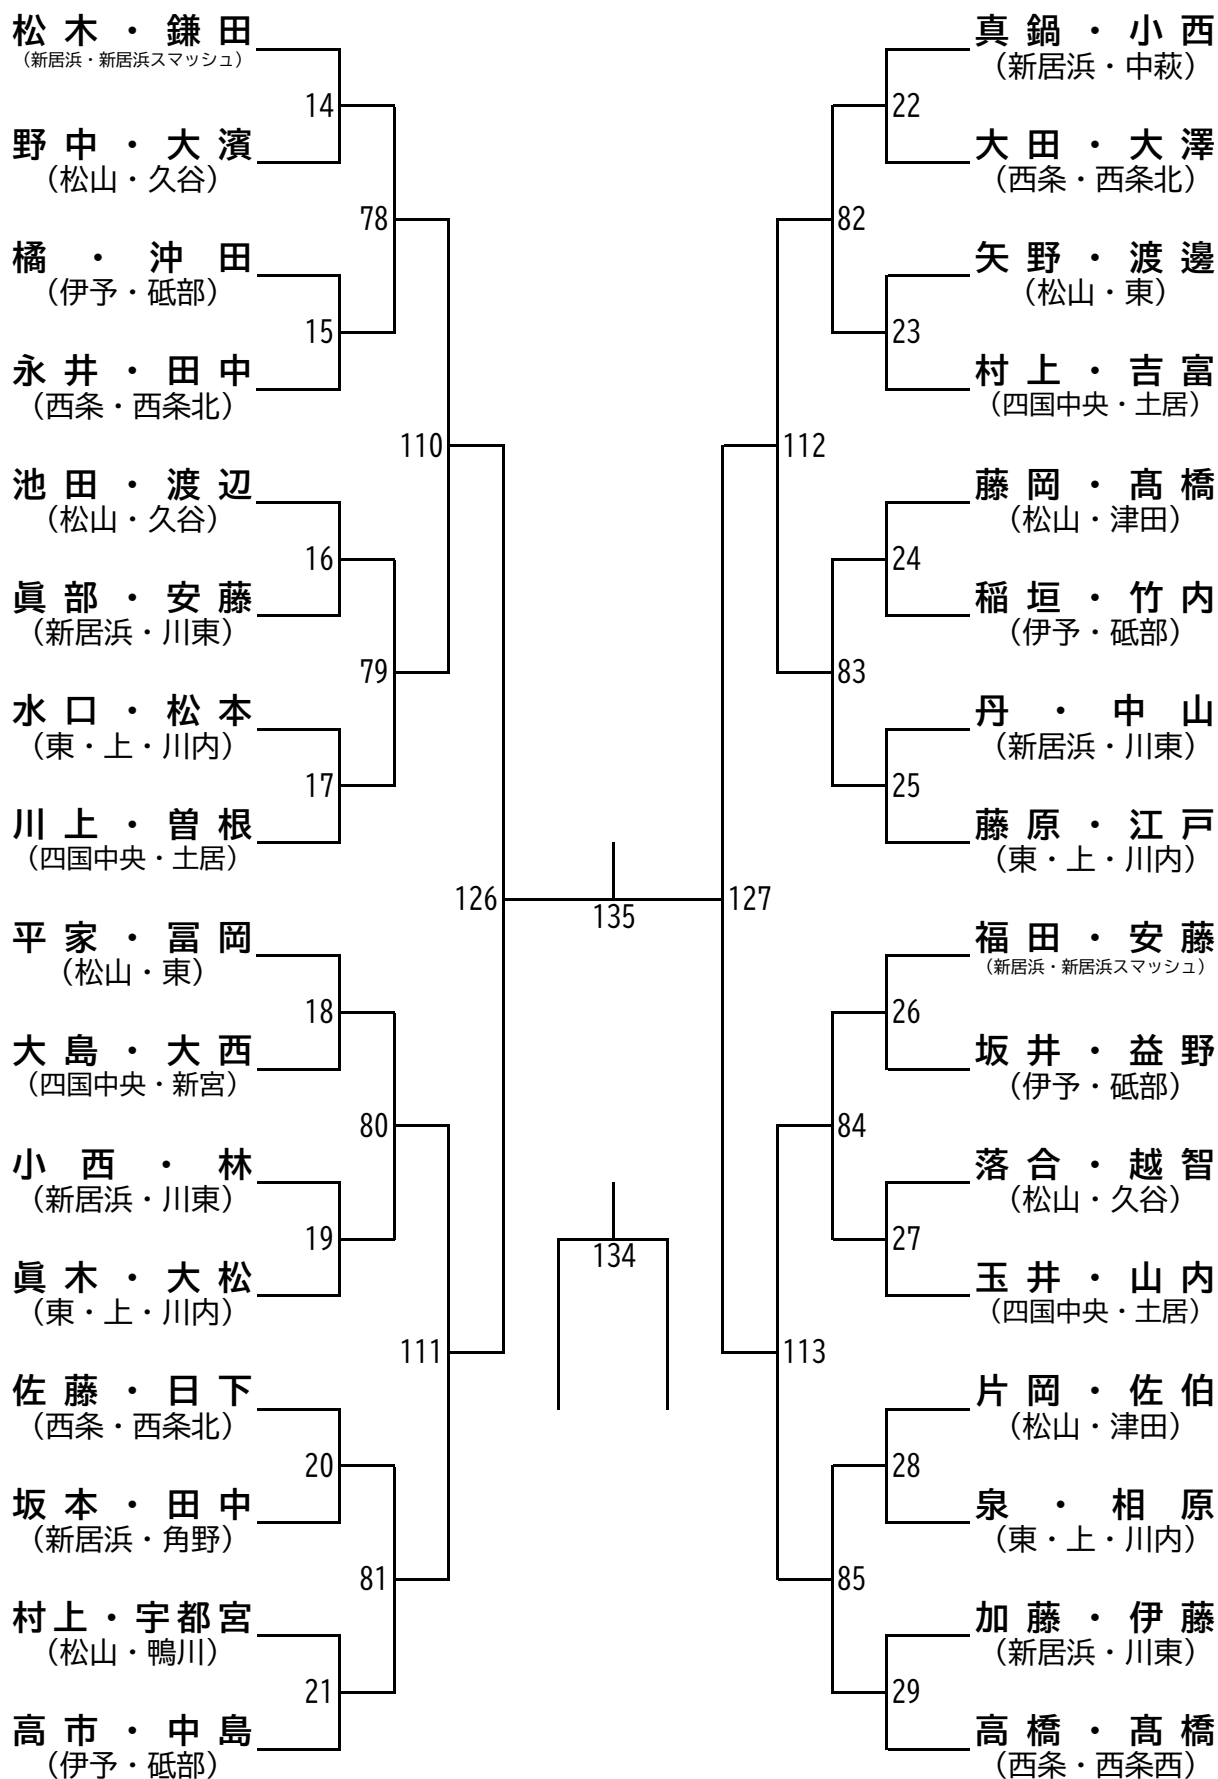 松木・鎌田
（新居浜・新居浜スマッシュ）
14
野中・大濱
（松山・久谷）
78
橘・沖田
（伊予・砥部）
15
永井・田中
（西条・西条北）
110
池田・渡辺
（松山・久谷）
16
眞部・安藤
（新居浜・川東）
79
水口・松本
（東・上・川内）
17
川上・曽根
（四国中央・土居）
126
平家・冨岡
（松山・東）
18
大島・大西
（四国中央・新宮）
80
小西・林
（新居浜・川東）
19
眞木・大松
（東・上・川内）
111
佐藤・日下
（西条・西条北）
20
坂本・田中
（新居浜・角野）
81
村上・宇都宮
（松山・鴨川）
21
高市・中島
（伊予・砥部）
135
134
真鍋・小西
（新居浜・中萩）
22
大田・大澤
（西条・西条北）
82
矢野・渡邊
（松山・東）
23
村上・吉富
（四国中央・土居）
112
藤岡・髙橋
（松山・津田）
24
稲垣・竹内
（伊予・砥部）
83
丹・中山
（新居浜・川東）
25
藤原・江戸
（東・上・川内）
127
福田・安藤
（新居浜・新居浜スマッシュ）
26
坂井・益野
（伊予・砥部）
84
落合・越智
（松山・久谷）
27
玉井・山内
（四国中央・土居）
113
片岡・佐伯
（松山・津田）
28
泉・相原
（東・上・川内）
85
加藤・伊藤
（新居浜・川東）
29
高橋・髙橋
（西条・西条西）